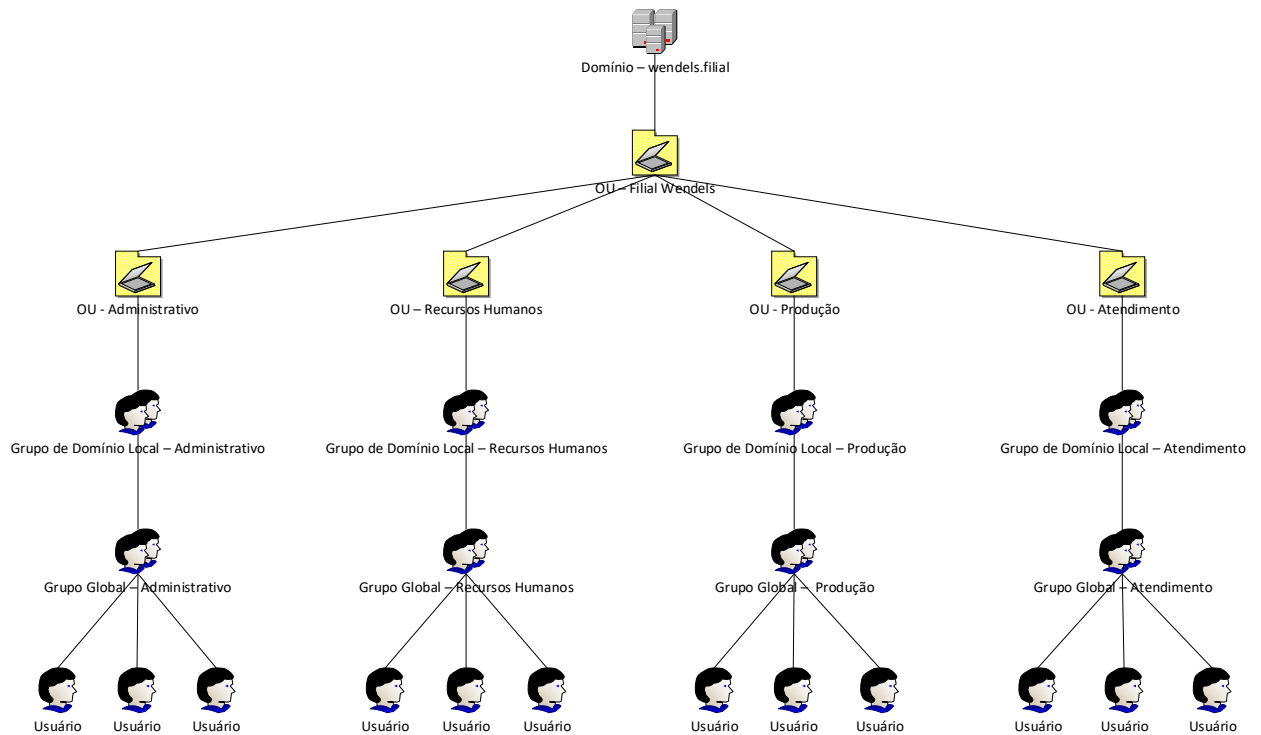 Domínio – wendels.filial
OU – Filial Wendels
OU - Administrativo
OU – Recursos Humanos
OU - Produção
OU - Atendimento
Grupo de Domínio Local – Administrativo
Grupo de Domínio Local – Recursos Humanos
Grupo de Domínio Local – Produção
Grupo de Domínio Local – Atendimento
Grupo Global – Administrativo
Grupo Global – Recursos Humanos
Grupo Global – Produção
Grupo Global – Atendimento
Usuário
Usuário
Usuário
Usuário
Usuário
Usuário
Usuário
Usuário
Usuário
Usuário
Usuário
Usuário